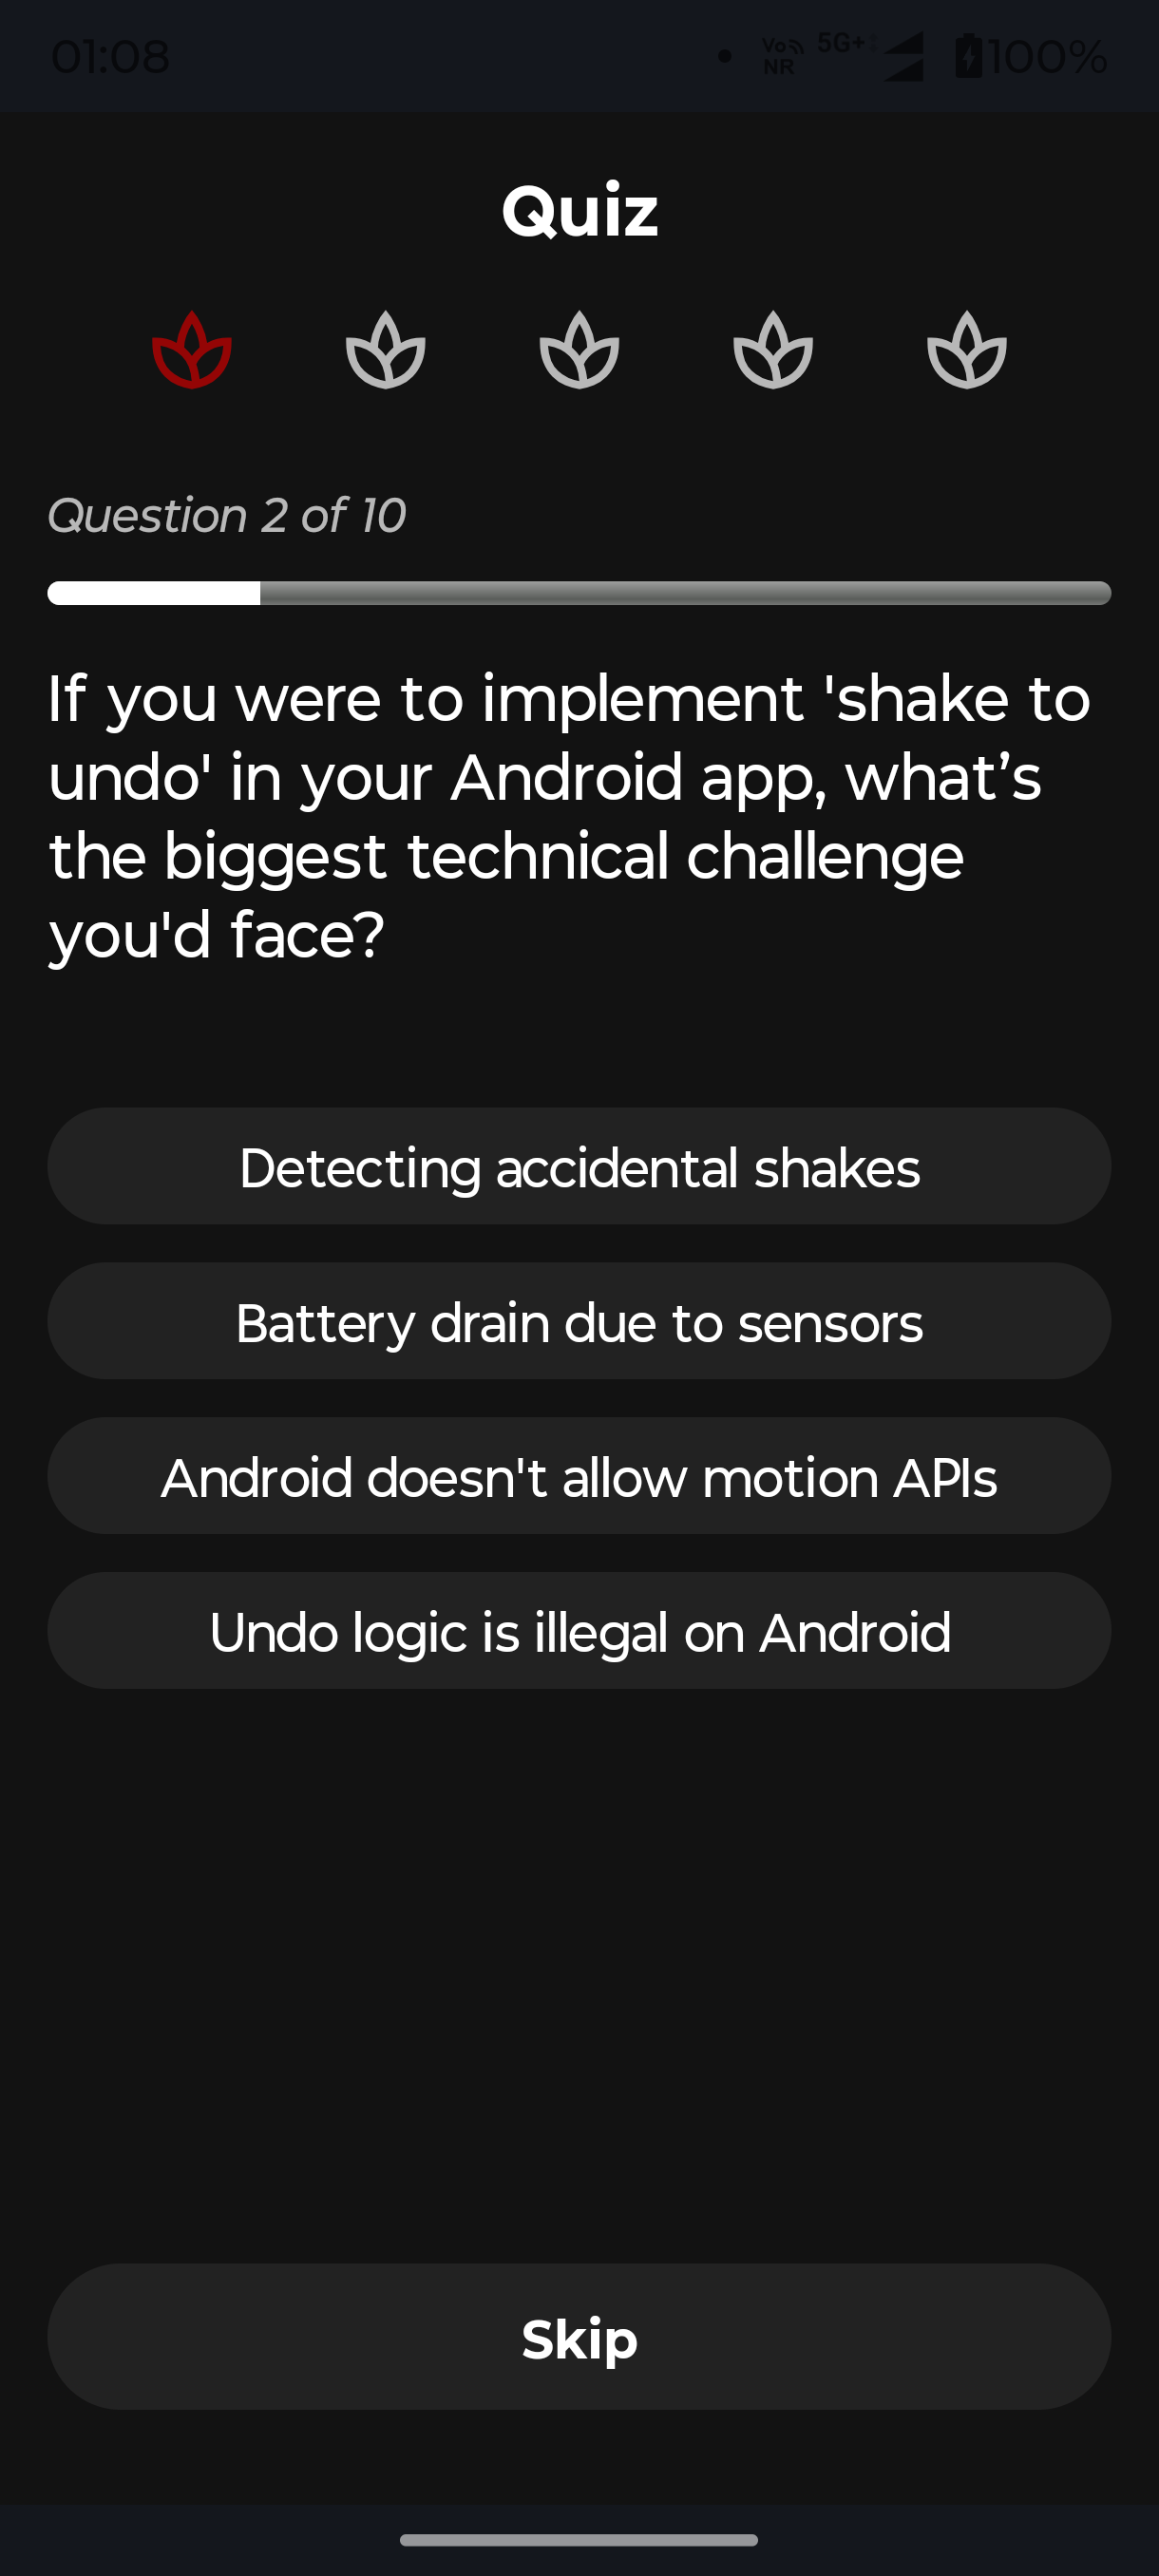 01:08
Vo
NR
5G+
100%
Quiz
Question 2 of 10
If you were to implement 'shake to
undo' in your Android app, what’s
the biggest technical challenge
you'd face?
Detecting accidental shakes
Battery drain due to sensors
Android doesn't allow motion APIs
Undo logic is illegal on Android
Skip